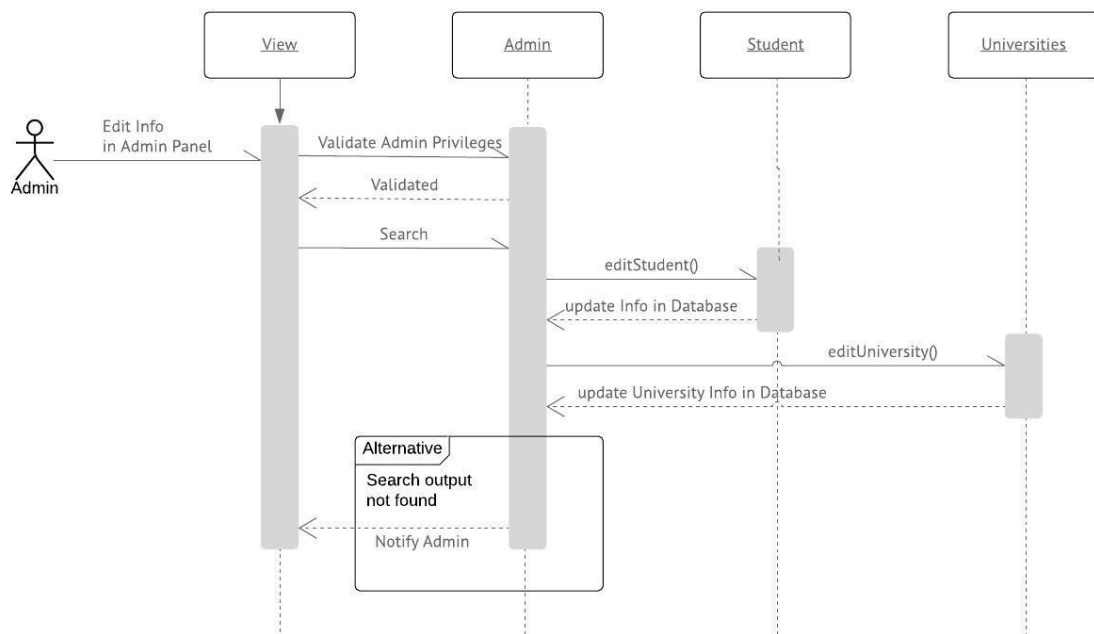 View
Admin
Student
Universities
Edit Info
in Admin Panel
Admin
Validate Admin Privileges
Validated
Search
editStudent()
update Info in Database
editUniversity()
update University Info in Database
Alternative
Search output
not found
Notify Admin